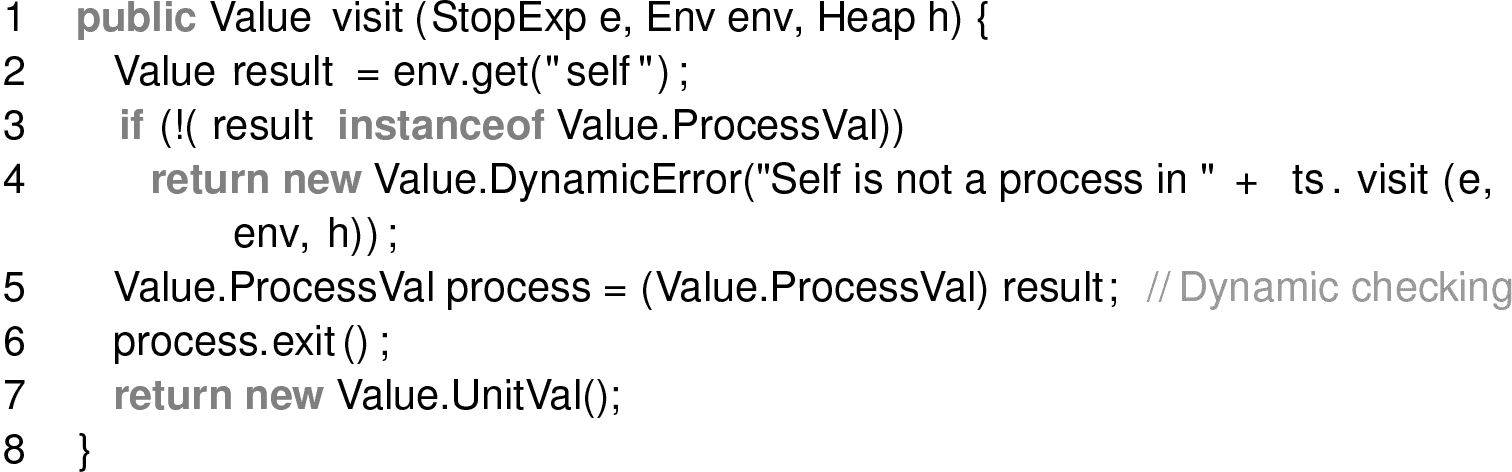 1 public Value visit (StopExp e, Env env, Heap h) {
2 Value result = env.get("self");
3 if (!( result instanceof Value.ProcessVal))
4 return new Value.DynamicError("Self is not a process in " + ts. visit (e,
env, h));
5 Value.ProcessVal process = (Value.ProcessVal) result; // Dynamic checking
6 process.exit();
7 return new Value.UnitVal();
8 }